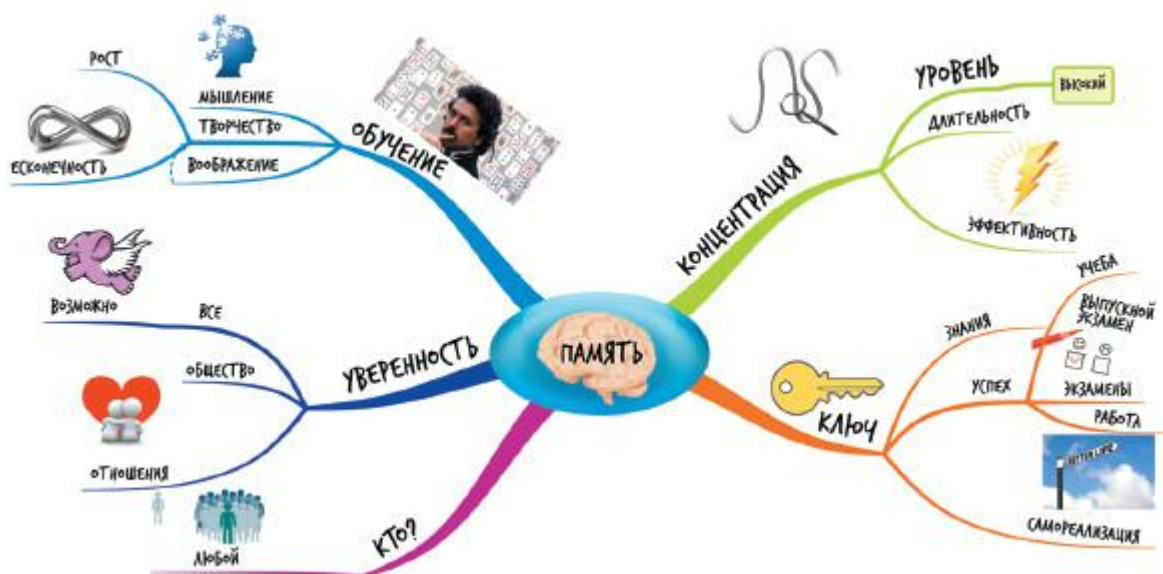 РОСТ
МЫШЛЕНИЕ
ТВОРЧЕСТВО
ЕСКОНЕЧНОСТЬ
ВООБРАЖЕНИЕ
ОБУЧЕНИЕ
УРОВЕНЬ
ВЫСОКИЙ
ДЛИТЕЛЬНОСТЬ
ЭФФЕКТИВНОСТЬ
КОНЦЕНТРАЦИЯ
ВОЗМОЖНО
ВСЕ
ОБЩЕСТВО
ОТНОШЕНИЯ
УВЕРЕННОСТЬ
ПАМЯТЬ
УЧЕБА
ВЫПУСКНОЙ
ЭКЗАМЕН
ЗНАНИЯ
УСПЕХ
ЭКЗАМЕНЫ
РАБОТА
КЛЮЧ
САМОРЕАЛИЗАЦИЯ
ЛЮБОЙ
КТО?